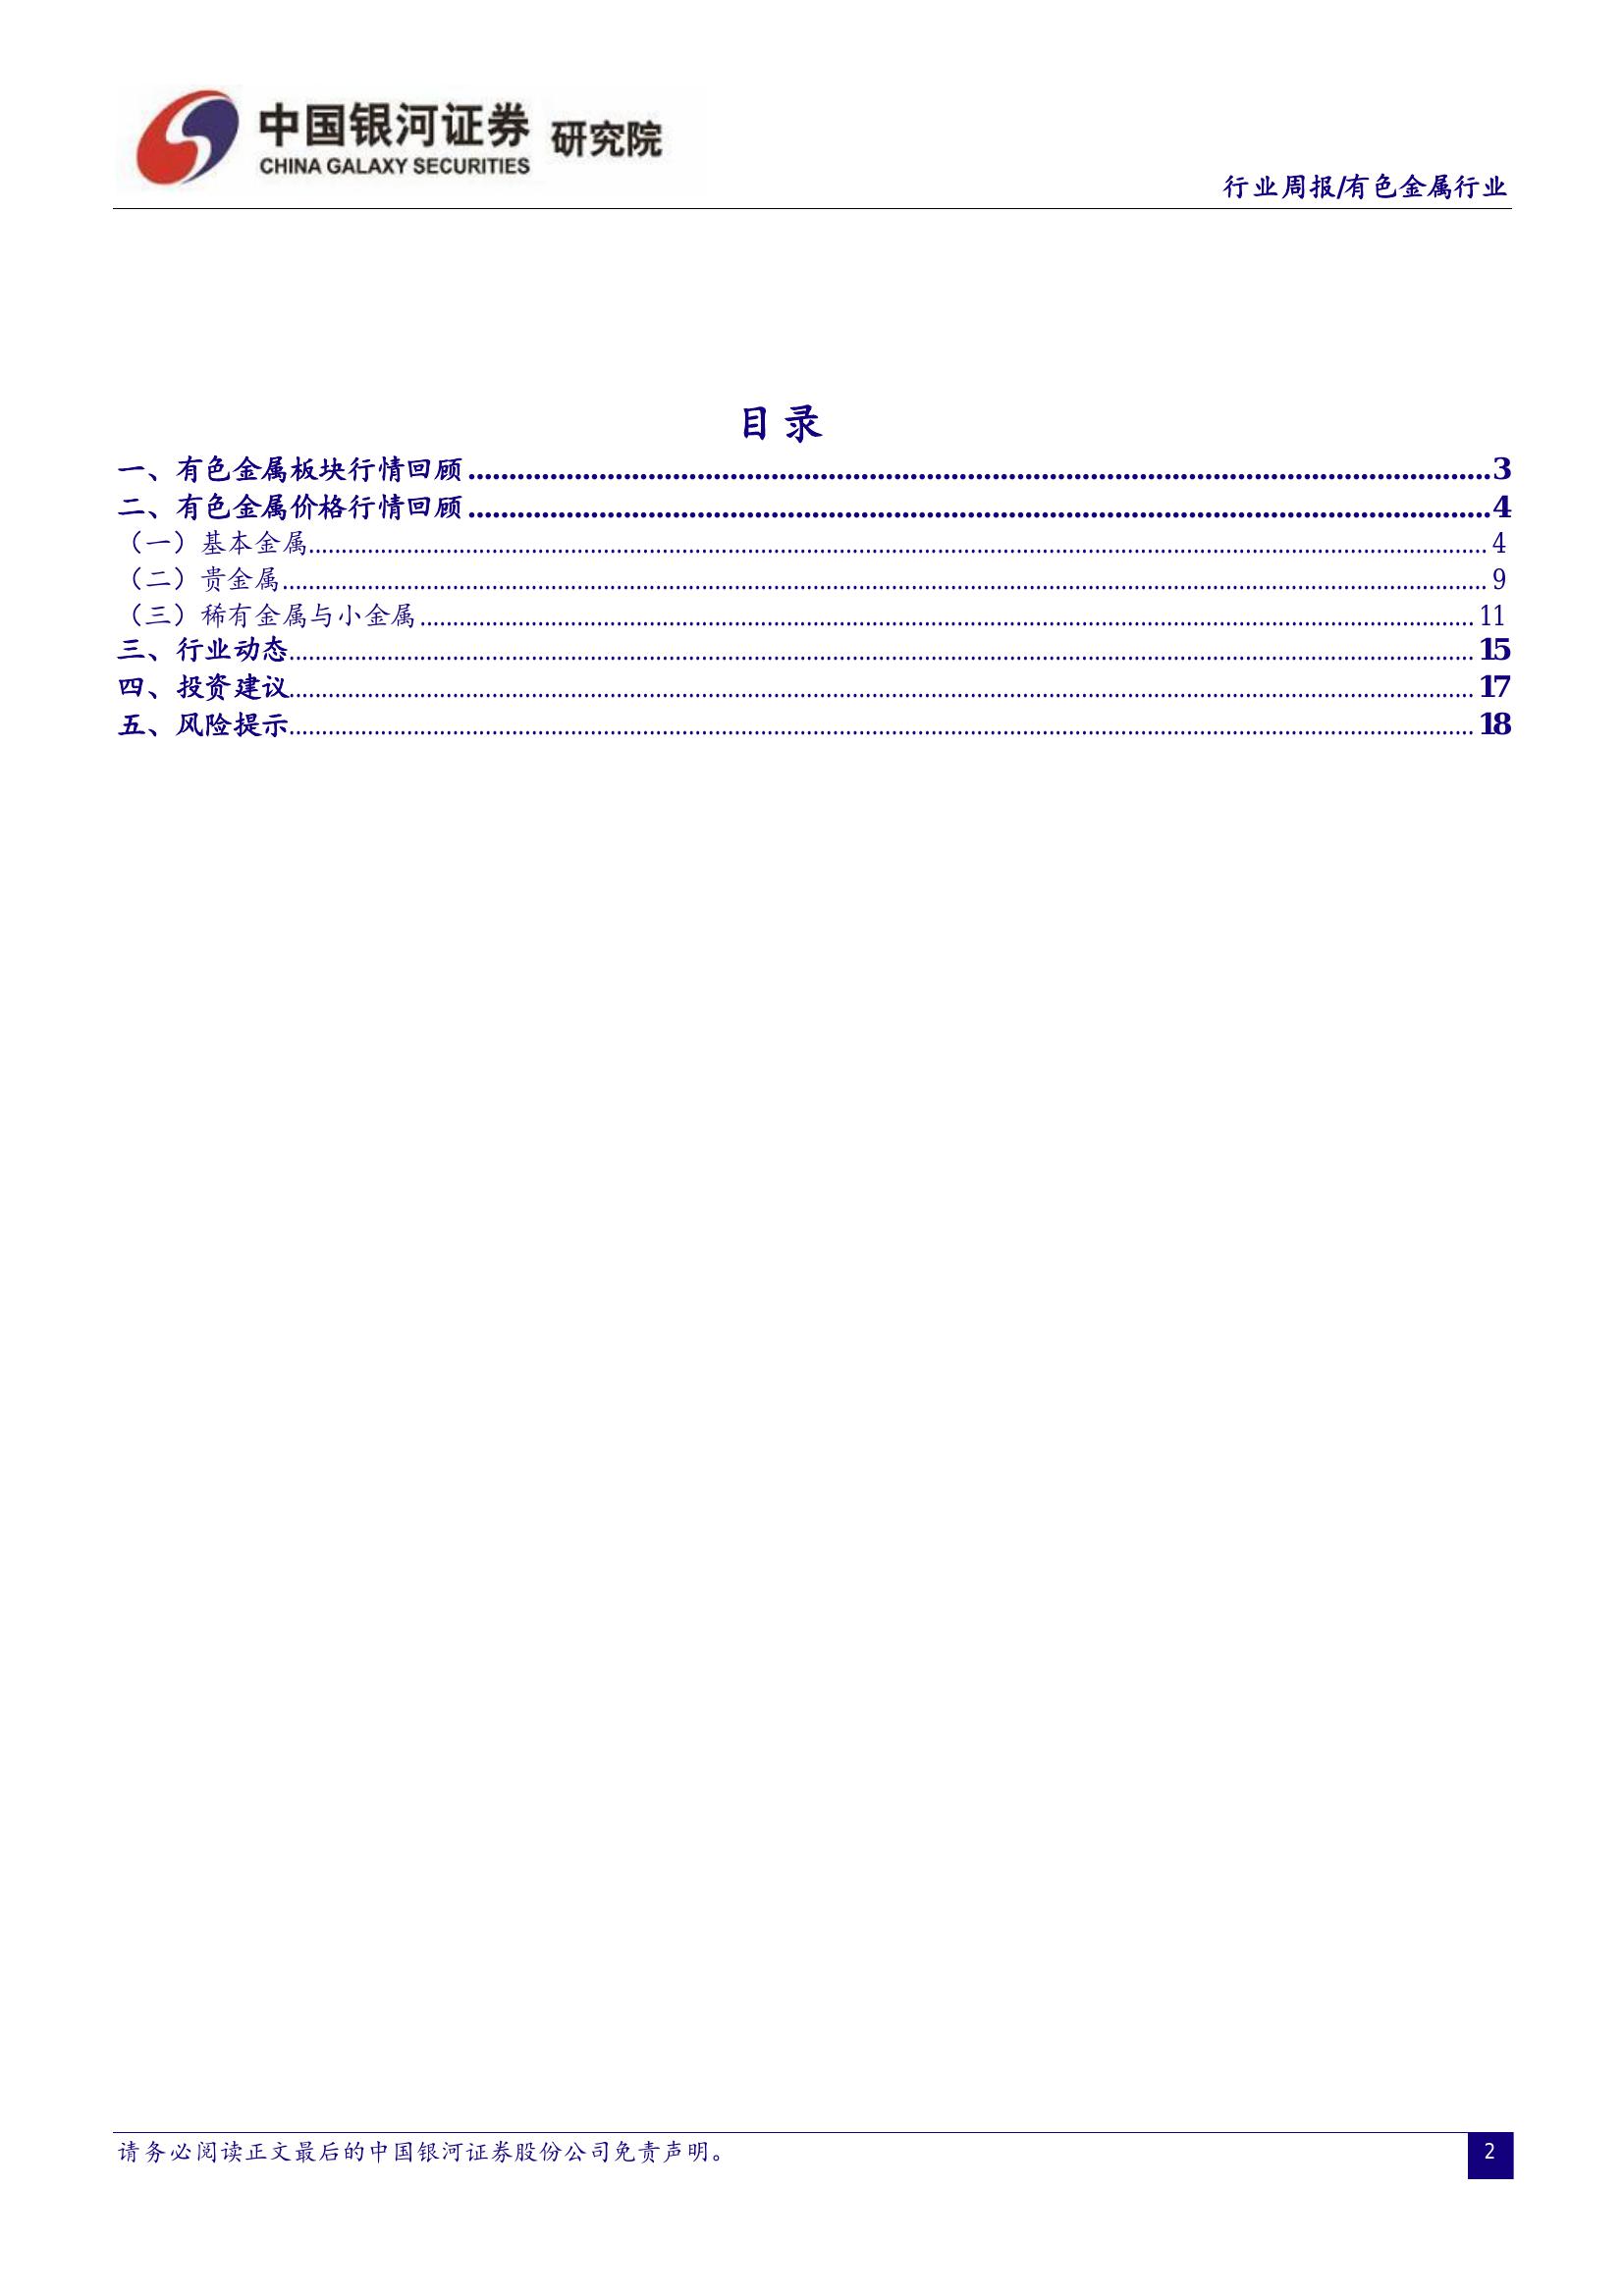 中国银河证券 研究院
CHINA GALAXY SECURITIES
行业周报/有色金属行业
目 录
一、有色金属板块行情回顾........................................3
二、有色金属价格行情回顾........................................4
（一）基本金属........................................4
（二）贵金属........................................9
（三）稀有金属与小金属........................................11
三、行业动态........................................15
四、投资建议........................................17
五、风险提示........................................18
请务必阅读正文最后的中国银河证券股份公司免责声明。
2